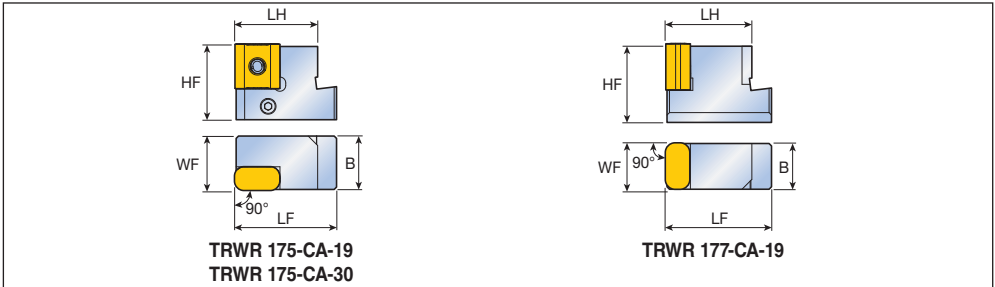 LH
HF
WF
B
90°
LF
TRWR 175-CA-19
TRWR 175-CA-30
LH
HF
WF
90°
B
LF
TRWR 177-CA-19